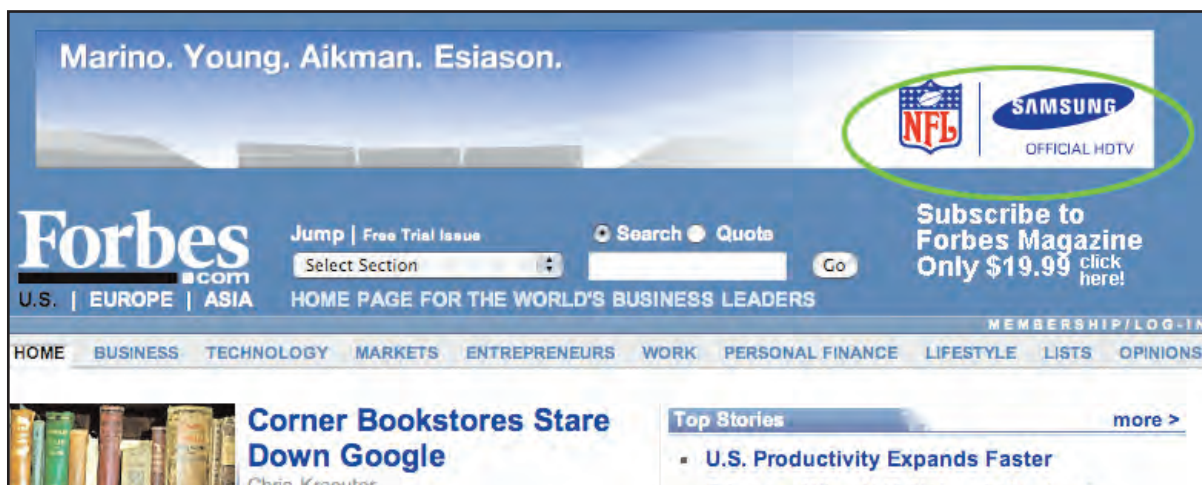 Marino. Young. Aikman. Esiason.
NFL
SAMSUNG
OFFICIAL HDTV
Forbes
.com
U.S. | EUROPE | ASIA
Jump | Free Trial Issue
Select Section
Search Quote
Go
HOME PAGE FOR THE WORLD'S BUSINESS LEADERS
Subscribe to
Forbes Magazine
Only $19.99 click
here!
MEMBERSHIP/LOG-IN
HOME BUSINESS TECHNOLOGY MARKETS ENTREPRENEURS WORK PERSONAL FINANCE LIFESTYLE LISTS OPINIONS
Corner Bookstores Stare
Down Google
Top Stories more >
U.S. Productivity Expands Faster